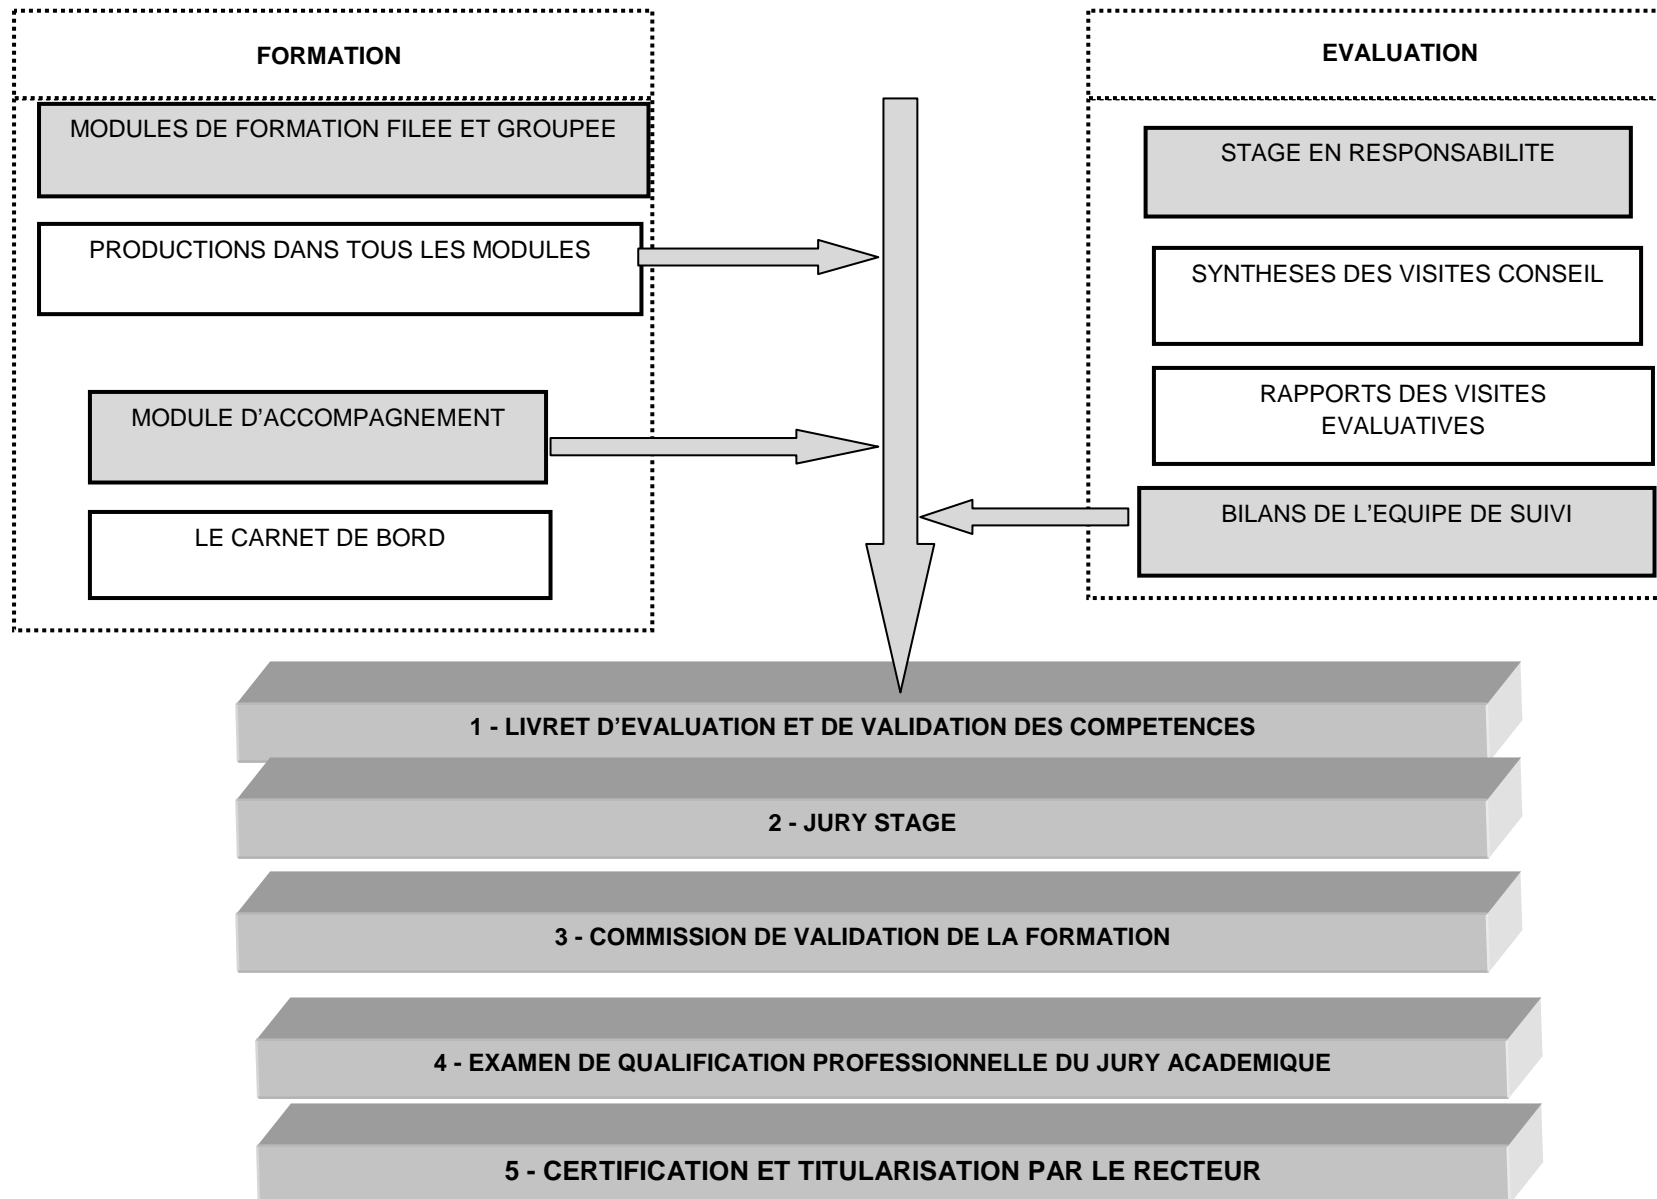 FORMATION
MODULES DE FORMATION FILEE ET GROUPEE
PRODUCTIONS DANS TOUS LES MODULES
MODULE D’ACCOMPAGNEMENT
LE CARNET DE BORD
EVALUATION
STAGE EN RESPONSABILITE
SYNTHESES DES VISITES CONSEIL
RAPPORTS DES VISITES
EVALUATIVES
BILANS DE L’EQUIPE DE SUIVI
1 - LIVRET D’EVALUATION ET DE VALIDATION DES COMPETENCES
2 - JURY STAGE
3 - COMMISSION DE VALIDATION DE LA FORMATION
4 - EXAMEN DE QUALIFICATION PROFESSIONNELLE DU JURY ACADEMIQUE
5 - CERTIFICATION ET TITULARISATION PAR LE RECTEUR